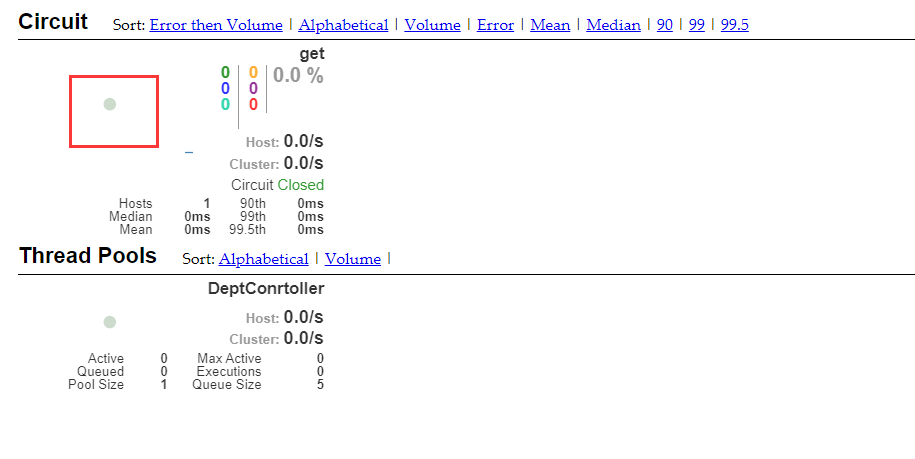 Circuit Sort: Error then Volume | Alphabetical | Volume | Error | Mean | Median | 90 | 99 | 99.5
get
0 0 0.0 %
0 0
0 0
Host: 0.0/s
Cluster: 0.0/s
Circuit Closed
Hosts 1 90th 0ms
Median 0ms 99th 0ms
Mean 0ms 99.5th 0ms
Thread Pools Sort: Alphabetical | Volume |
DeptConrtoller
Host: 0.0/s
Cluster: 0.0/s
Active 0 Max Active 0
Queued 0 Executions 0
Pool Size 1 Queue Size 5